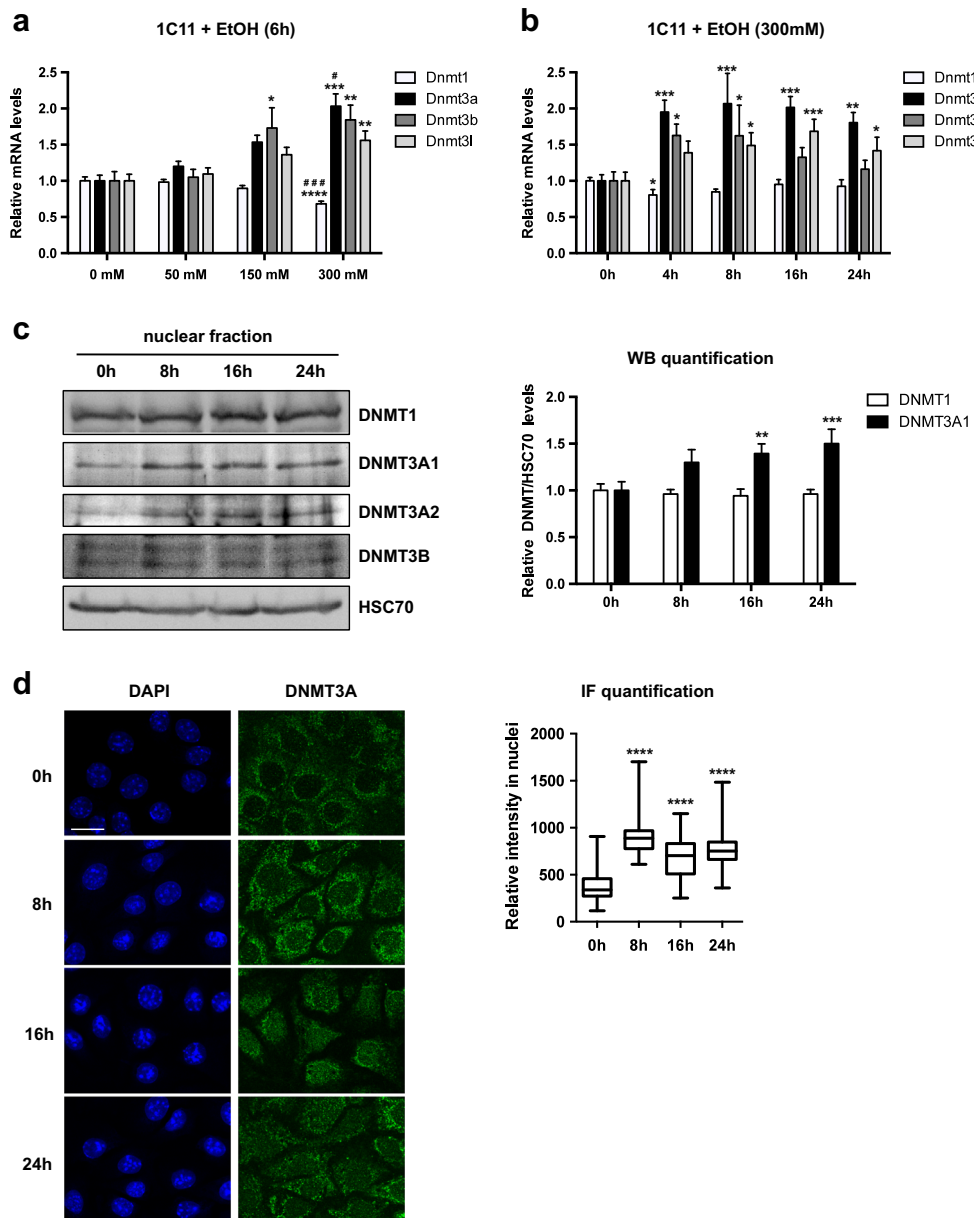 a
1C11 + EtOH (6h)
Relative mRNA levels
2.5
2.0
1.5
1.0
0.5
0.0
0 mM
50 mM
150 mM
300 mM
*
#
***
**
**
###
****
Dnmt1
Dnmt3a
Dnmt3b
Dnmt3l
b
1C11 + EtOH (300mM)
Relative mRNA levels
2.5
2.0
1.5
1.0
0.5
0.0
0h
4h
8h
16h
24h
*
***
*
***
*
*
***
***
**
*
Dnmt1
Dnmt3
Dnmt3
Dnmt3
c
nuclear fraction
0h 8h 16h 24h
DNMT1
DNMT3A1
DNMT3A2
DNMT3B
HSC70
WB quantification
Relative DNMT/HSC70 levels
2.0
1.5
1.0
0.5
0.0
0h
8h
16h
24h
**
***
DNMT1
DNMT3A1
d
DAPI DNMT3A
0h
8h
16h
24h
IF quantification
Relative intensity in nuclei
2000
1500
1000
500
0
0h
8h
16h
24h
****
****
****